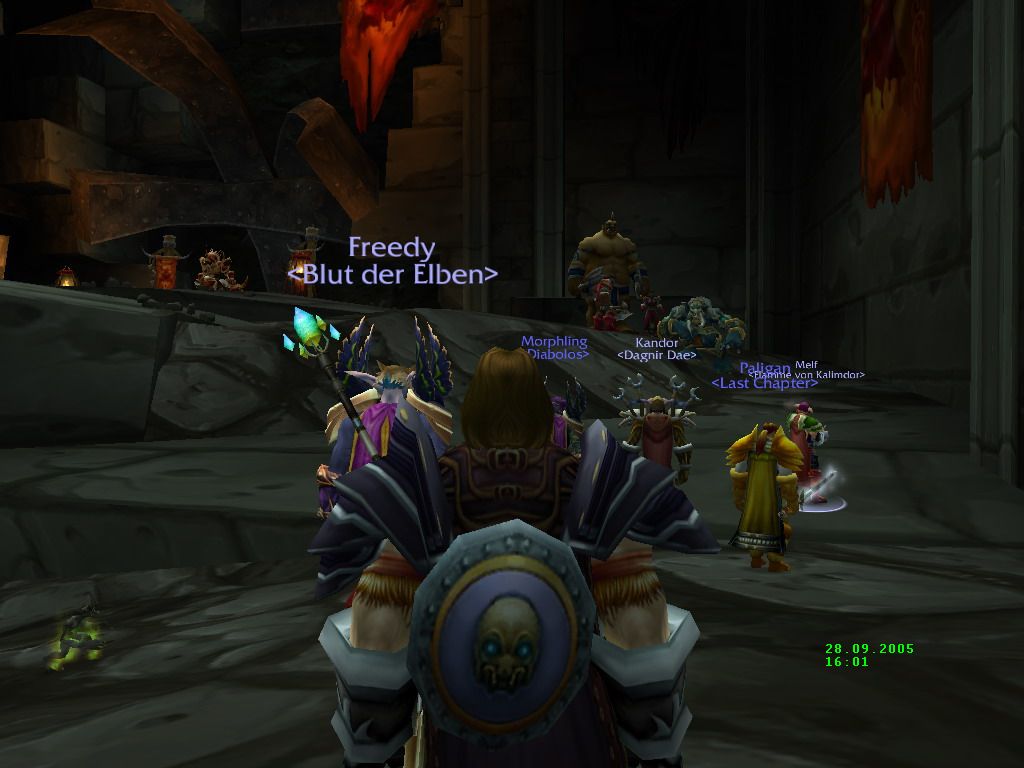 Freedy
<Blut der Elben>
Morphling
<Diabolos>
Kandor
<Dagnir Dae>
Paligan
<Last Chapter>
Melf
<Flamme von Kalimdor>
28.09.2005
16:01